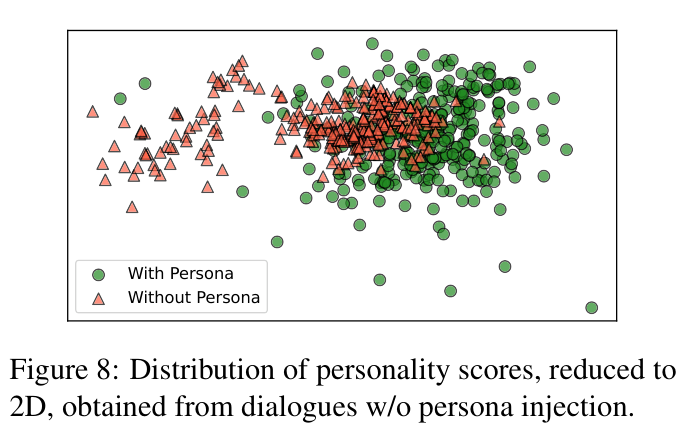 With Persona
Without Persona
Figure 8: Distribution of personality scores, reduced to
2D, obtained from dialogues w/o persona injection.